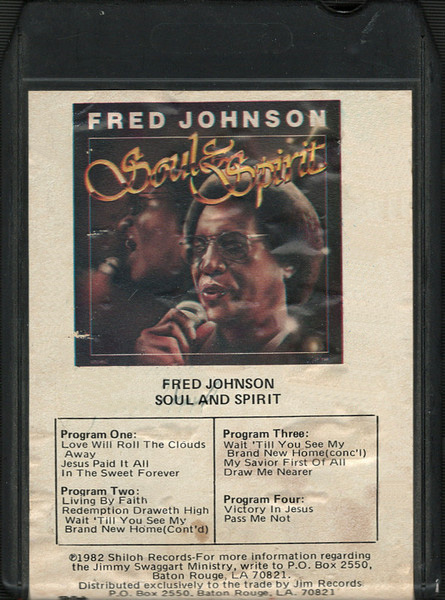 FRED JOHNSON
Soul & Spirit
FRED JOHNSON
SOUL AND SPIRIT
Program One:
Love Will Roll The Clouds
Away
Jesus Paid It All
In The Sweet Forever
Program Two:
Living By Faith
Redemption Draweth High
Wait 'Till You See My
Brand New Home(Cont'd)
Program Three:
Wait 'Till You See My
Brand New Home(conc'l)
My Savior First Of All
Draw Me Nearer
Program Four:
Victory In Jesus
Pass Me Not
℗1982 Shiloh Records-For more information regarding
the Jimmy Swaggart Ministry, write to P.O. Box 2550,
Baton Rouge, LA 70821.
Distributed exclusively to the trade by Jim Records
P.O. Box 2550, Baton Rouge, LA. 70821